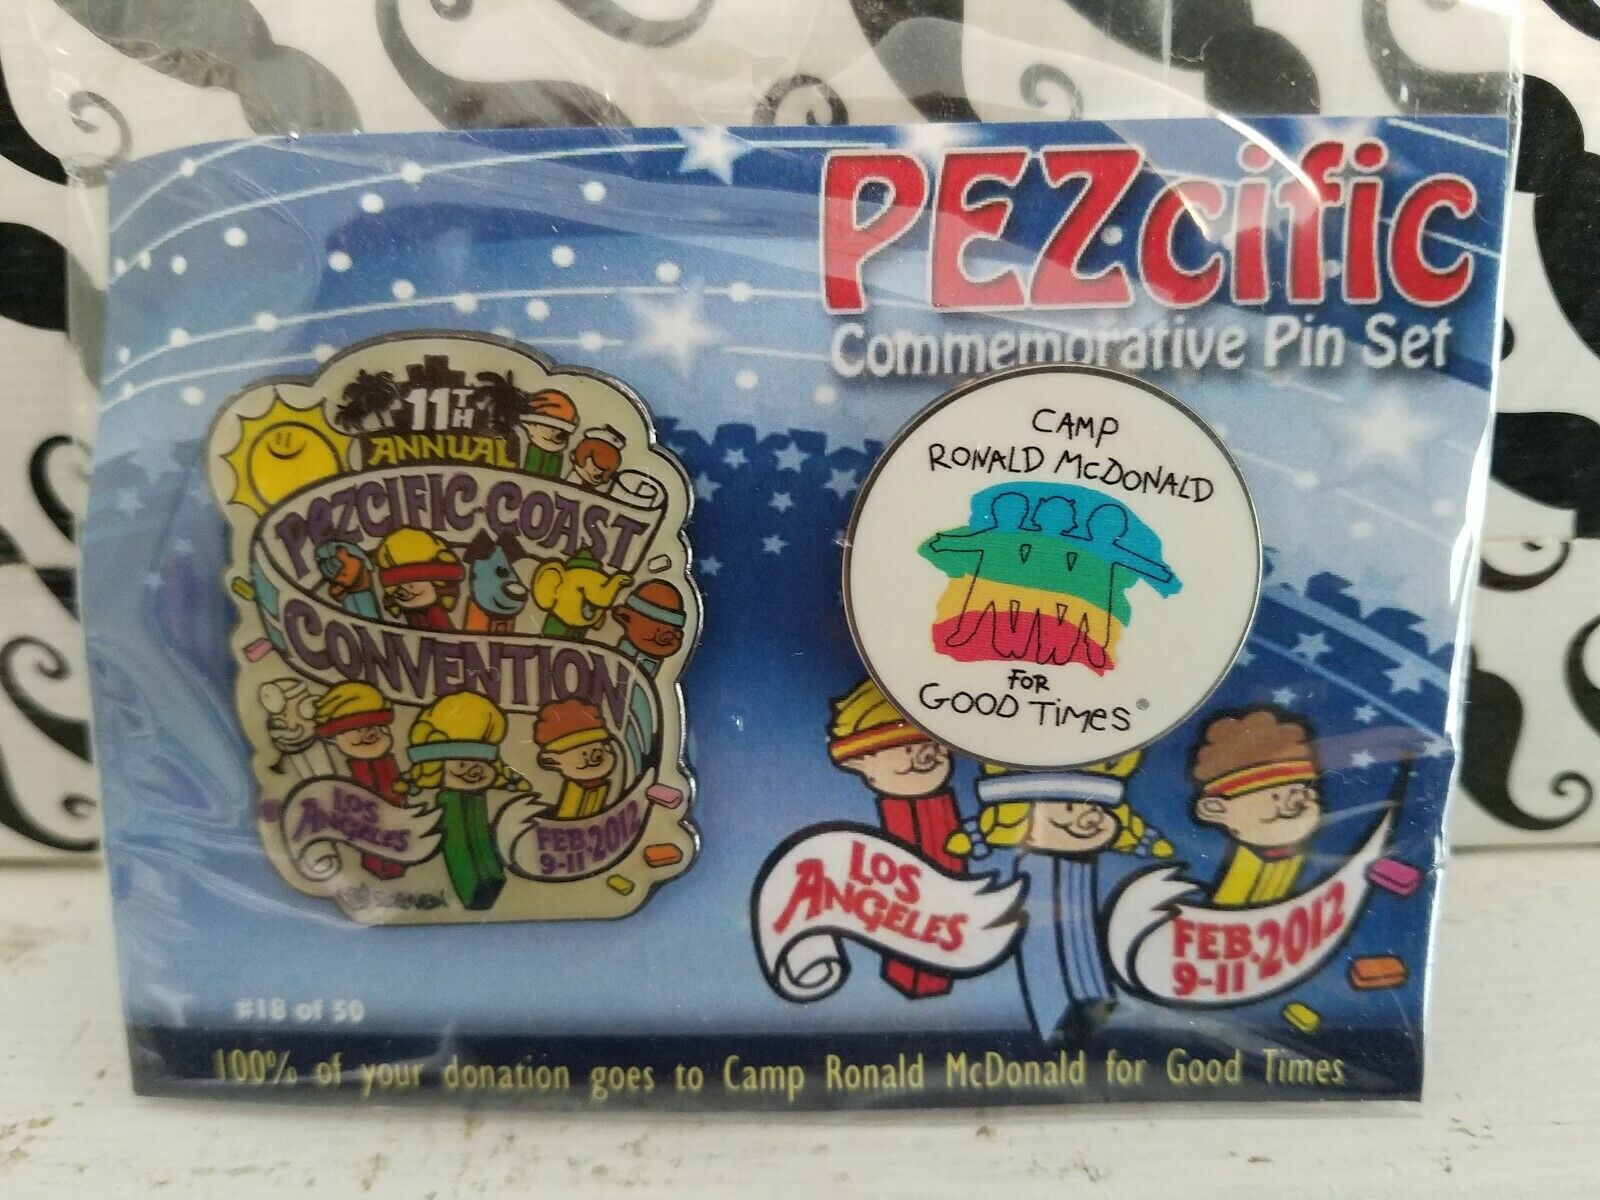 PEZcific
Commemorative Pin Set
11TH
ANNUAL
PEZCIFIC COAST
CONVENTION
LOS
ANGELES
FEB. 2012
9-11
CAMP
RONALD McDONALD
FOR
GOOD TIMES®
LOS
ANGELES
FEB. 2012
9-11
#18 of 50
100% of your donation goes to Camp Ronald McDonald for Good Times